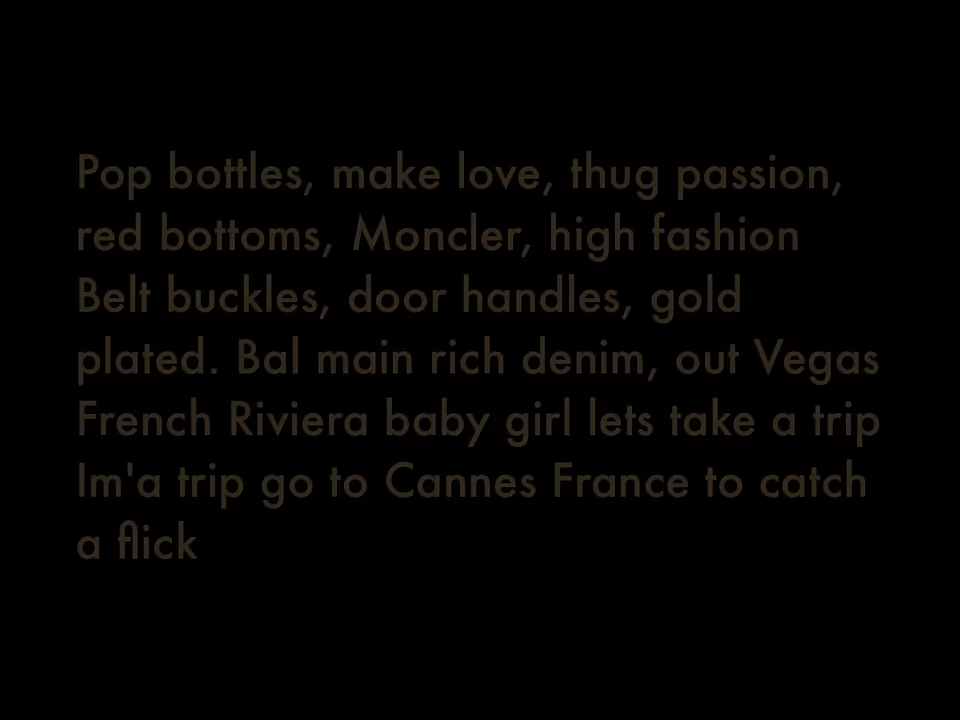 Pop bottles, make love, thug passion,
red bottoms, Moncler, high fashion
Belt buckles, door handles, gold
plated. Bal main rich denim, out Vegas
French Riviera baby girl lets take a trip
Im'a trip go to Cannes France to catch
a flick